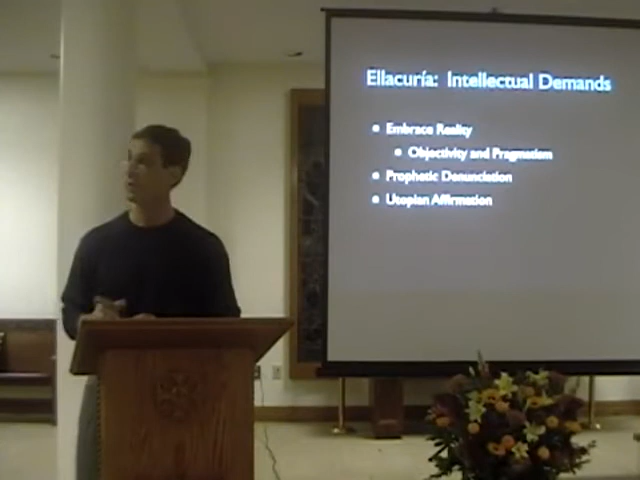 Ellacuría: Intellectual Demands
Embrace Reality
Objectivity and Pragmatism
Prophetic Denunciation
Utopian Affirmation